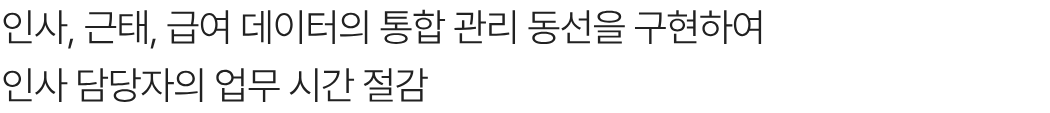 인사, 근태, 급여 데이터의 통합 관리 동선을 구현하여
인사 담당자의 업무 시간 절감